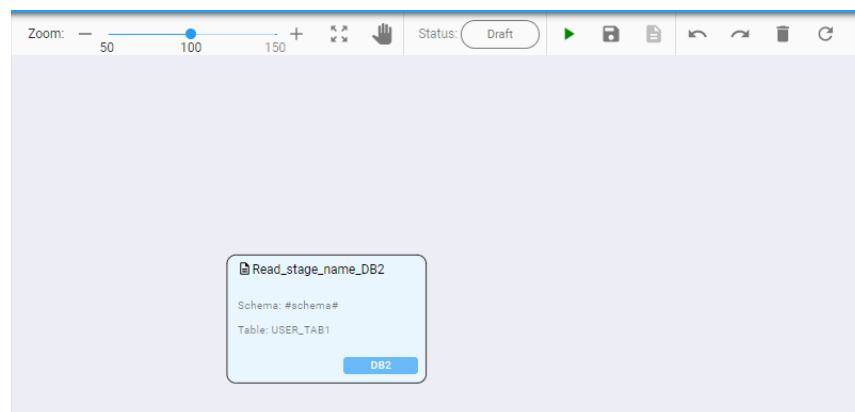 Zoom: 50 100 150 Status: Draft
Read_stage_name_DB2
Schema: #schema#
Table: USER_TAB1
DB2